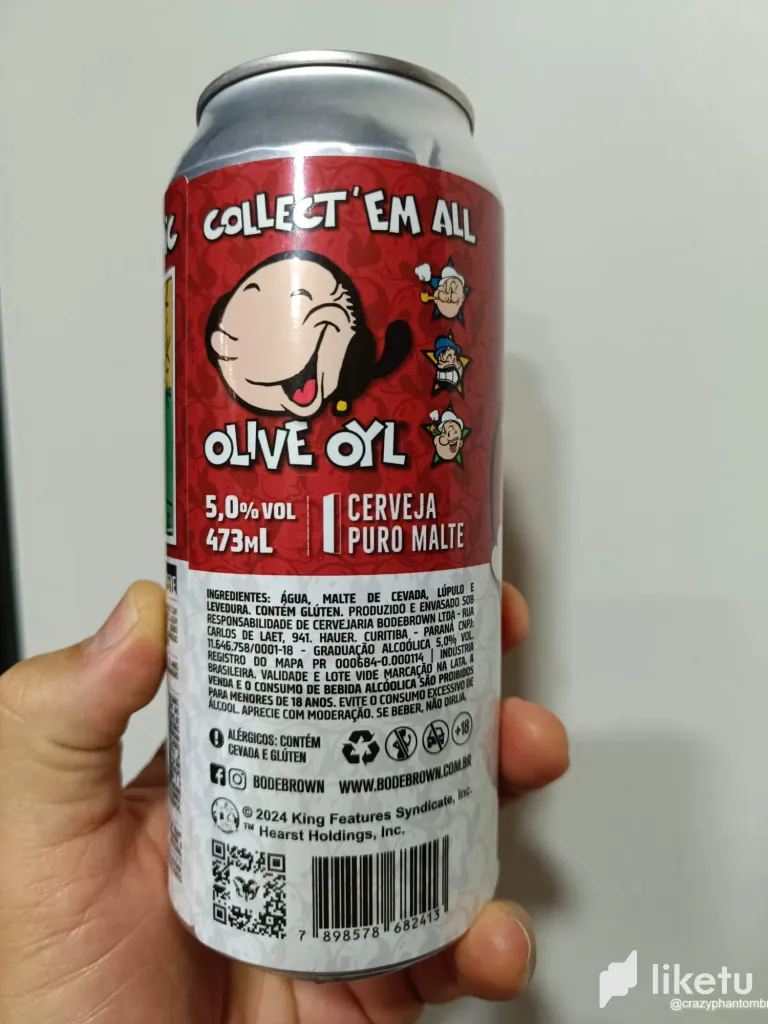 COLLECT 'EM ALL
OLIVE OYL
5,0% VOL
473mL
CERVEJA
PURO MALTE
INGREDIENTES: ÁGUA, MALTE DE CEVADA, LÚPULO E
LEVEDURA. CONTÉM GLÚTEN. PRODUZIDO E ENVASADO SOB
RESPONSABILIDADE DE CERVEJARIA BODEBROWN LTDA - RUA
CARLOS DE LAET, 941. HAUER. CURITIBA - PARANÁ CNPJ:
11.646.758/0001-18 - GRADUAÇÃO ALCOÓLICA 5,0% VOL.
REGISTRO DO MAPA PR 000684-0.000114 | INDÚSTRIA
BRASILEIRA. VALIDADE E LOTE VIDE MARCAÇÃO NA LATA. A
VENDA E O CONSUMO DE BEBIDA ALCÓOLICA SÃO PROIBIDOS
PARA MENORES DE 18 ANOS. EVITE O CONSUMO EXCESSIVO DE
ÁLCOOL. APRECIE COM MODERAÇÃO. SE BEBER, NÃO DIRIJA.
ALÉRGICOS: CONTÉM
CEVADA E GLÚTEN
+18
BODEBROWN WWW.BODEBROWN.COM.BR
© 2024 King Features Syndicate, Inc.
™ Hearst Holdings, Inc.
7 898578 682413
liketu
@crazyphantombr